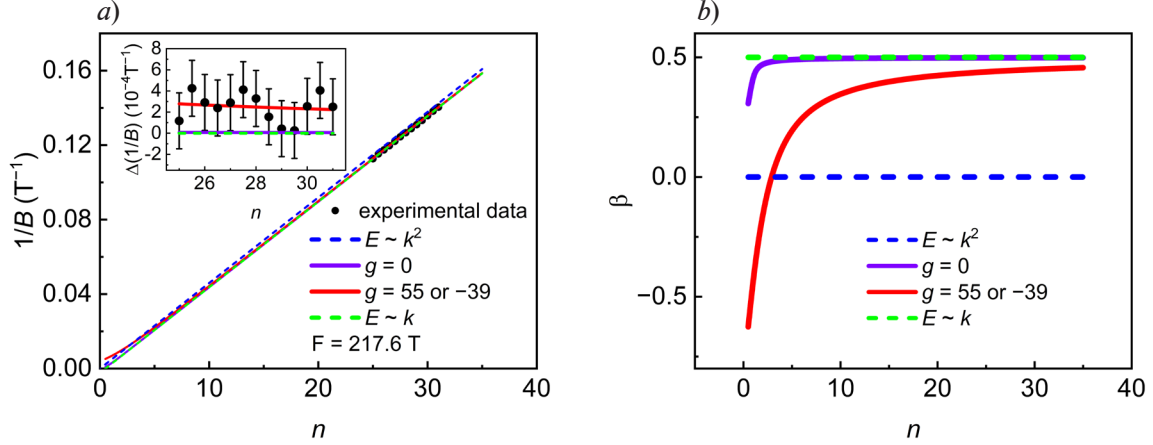 a)
0.16
0.12
0.08
0.04
0.00
0
10
20
30
40
1/B (T⁻¹)
n
8
6
4
2
0
-2
26
28
30
Δ(1/B) (10⁻⁴T⁻¹)
n
experimental data
E ~ k²
g = 0
g = 55 or −39
E ~ k
F = 217.6 T
b)
0.5
0.0
−0.5
0
10
20
30
40
β
n
E ~ k²
g = 0
g = 55 or −39
E ~ k